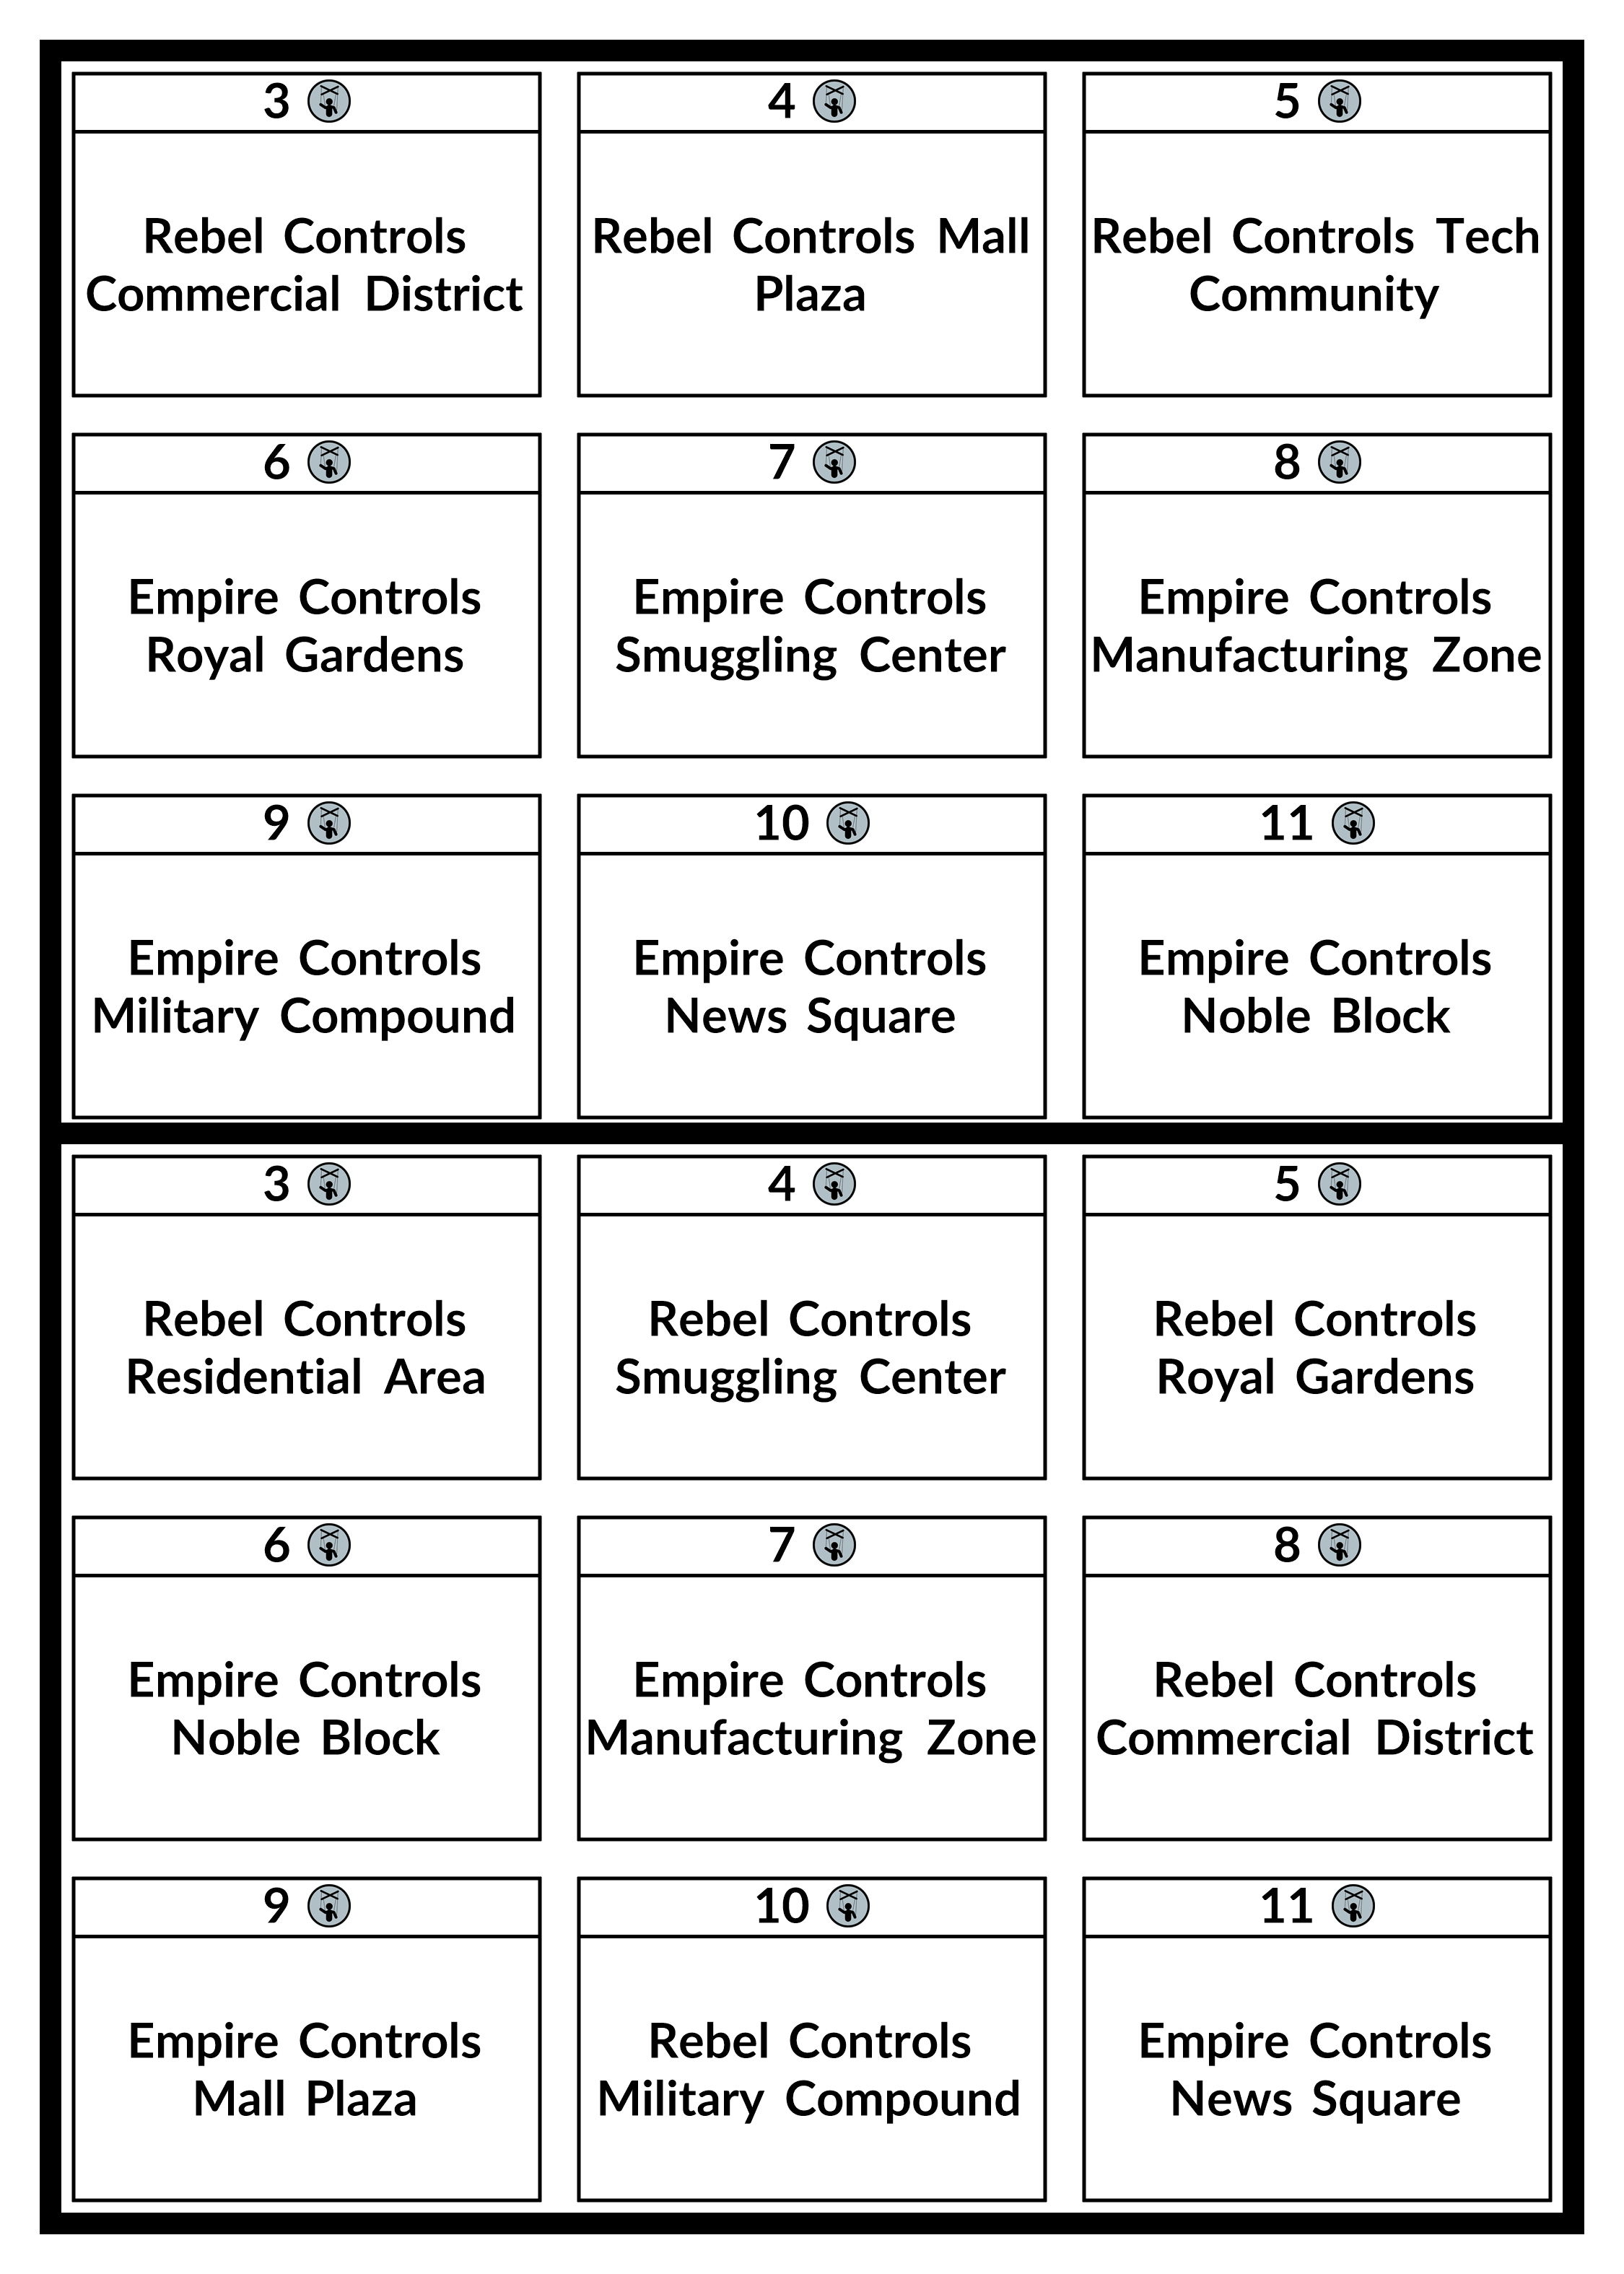 3
4
5
Rebel Controls
Commercial District
Rebel Controls Mall
Plaza
Rebel Controls Tech
Community
6
7
8
Empire Controls
Royal Gardens
Empire Controls
Smuggling Center
Empire Controls
Manufacturing Zone
9
10
11
Empire Controls
Military Compound
Empire Controls
News Square
Empire Controls
Noble Block
3
4
5
Rebel Controls
Residential Area
Rebel Controls
Smuggling Center
Rebel Controls
Royal Gardens
6
7
8
Empire Controls
Noble Block
Empire Controls
Manufacturing Zone
Rebel Controls
Commercial District
9
10
11
Empire Controls
Mall Plaza
Rebel Controls
Military Compound
Empire Controls
News Square